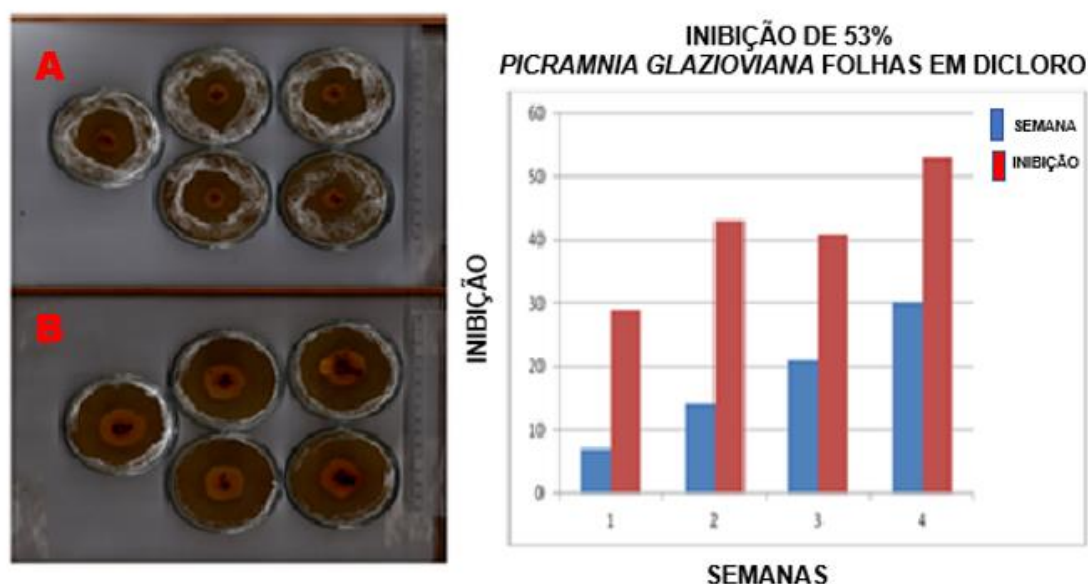 A
B
INIBIÇÃO DE 53%
PICRAMNIA GLAZIOVIANA FOLHAS EM DICLORO
60
50
40
30
20
10
0
INIBIÇÃO
1 2 3 4
SEMANAS
SEMANA
INIBIÇÃO